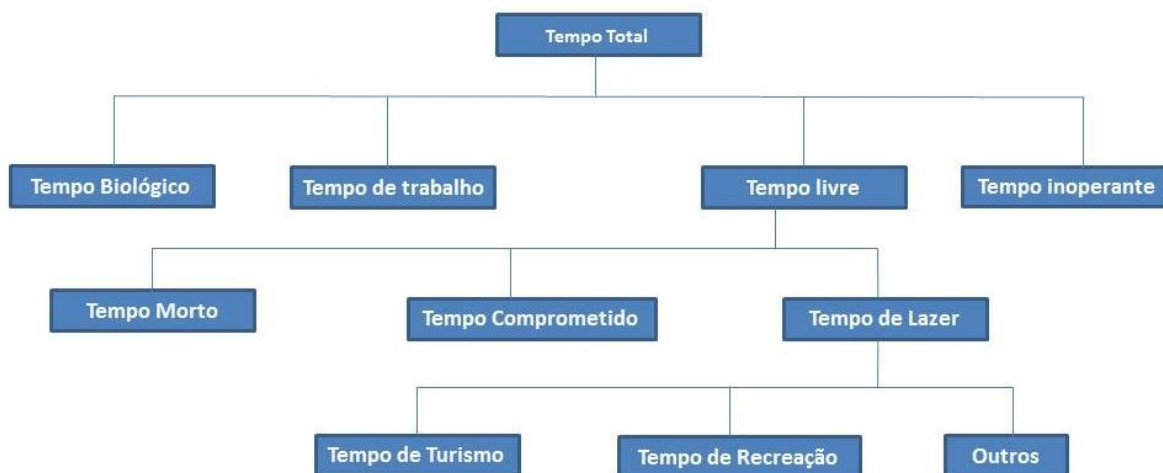 Tempo Total
Tempo Biológico
Tempo de trabalho
Tempo livre
Tempo inoperante
Tempo Morto
Tempo Comprometido
Tempo de Lazer
Tempo de Turismo
Tempo de Recreação
Outros